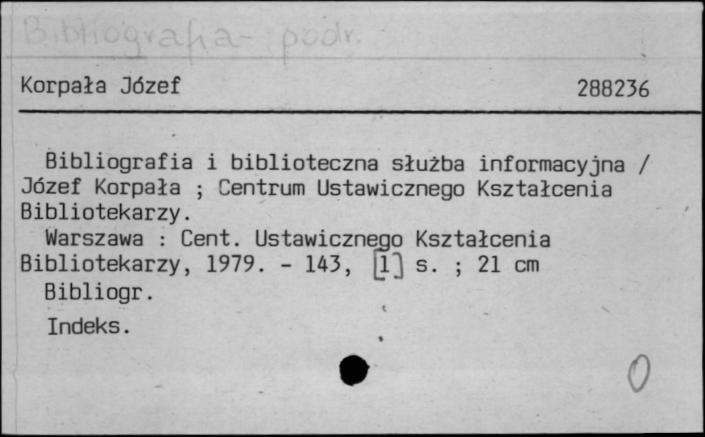 Bibliografia - podr.
Korpała Józef 288236
Bibliografia i biblioteczna służba informacyjna /
Józef Korpała ; Centrum Ustawicznego Kształcenia
Bibliotekarzy.
Warszawa : Cent. Ustawicznego Kształcenia
Bibliotekarzy, 1979. - 143, [1] s. ; 21 cm
Bibliogr.
Indeks.
0